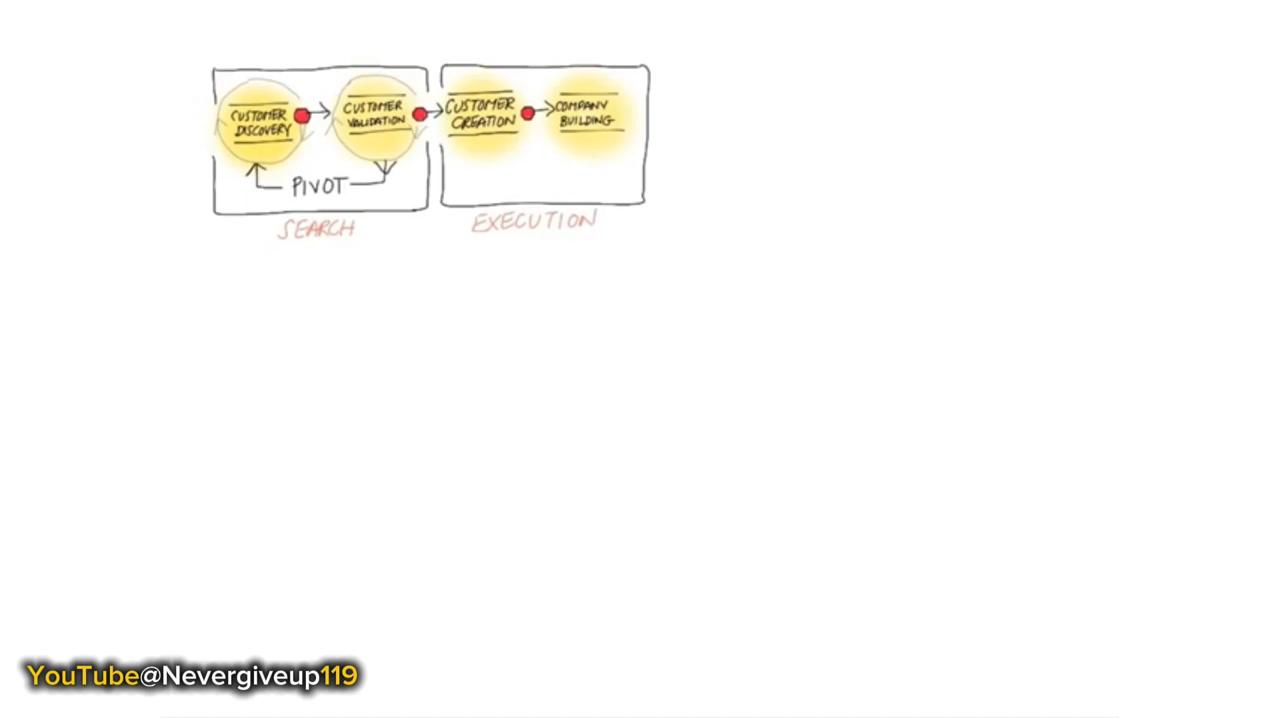 CUSTOMER
DISCOVERY
CUSTOMER
VALIDATION
CUSTOMER
CREATION
COMPANY
BUILDING
PIVOT
SEARCH
EXECUTION
YouTube@Nevergiveup119